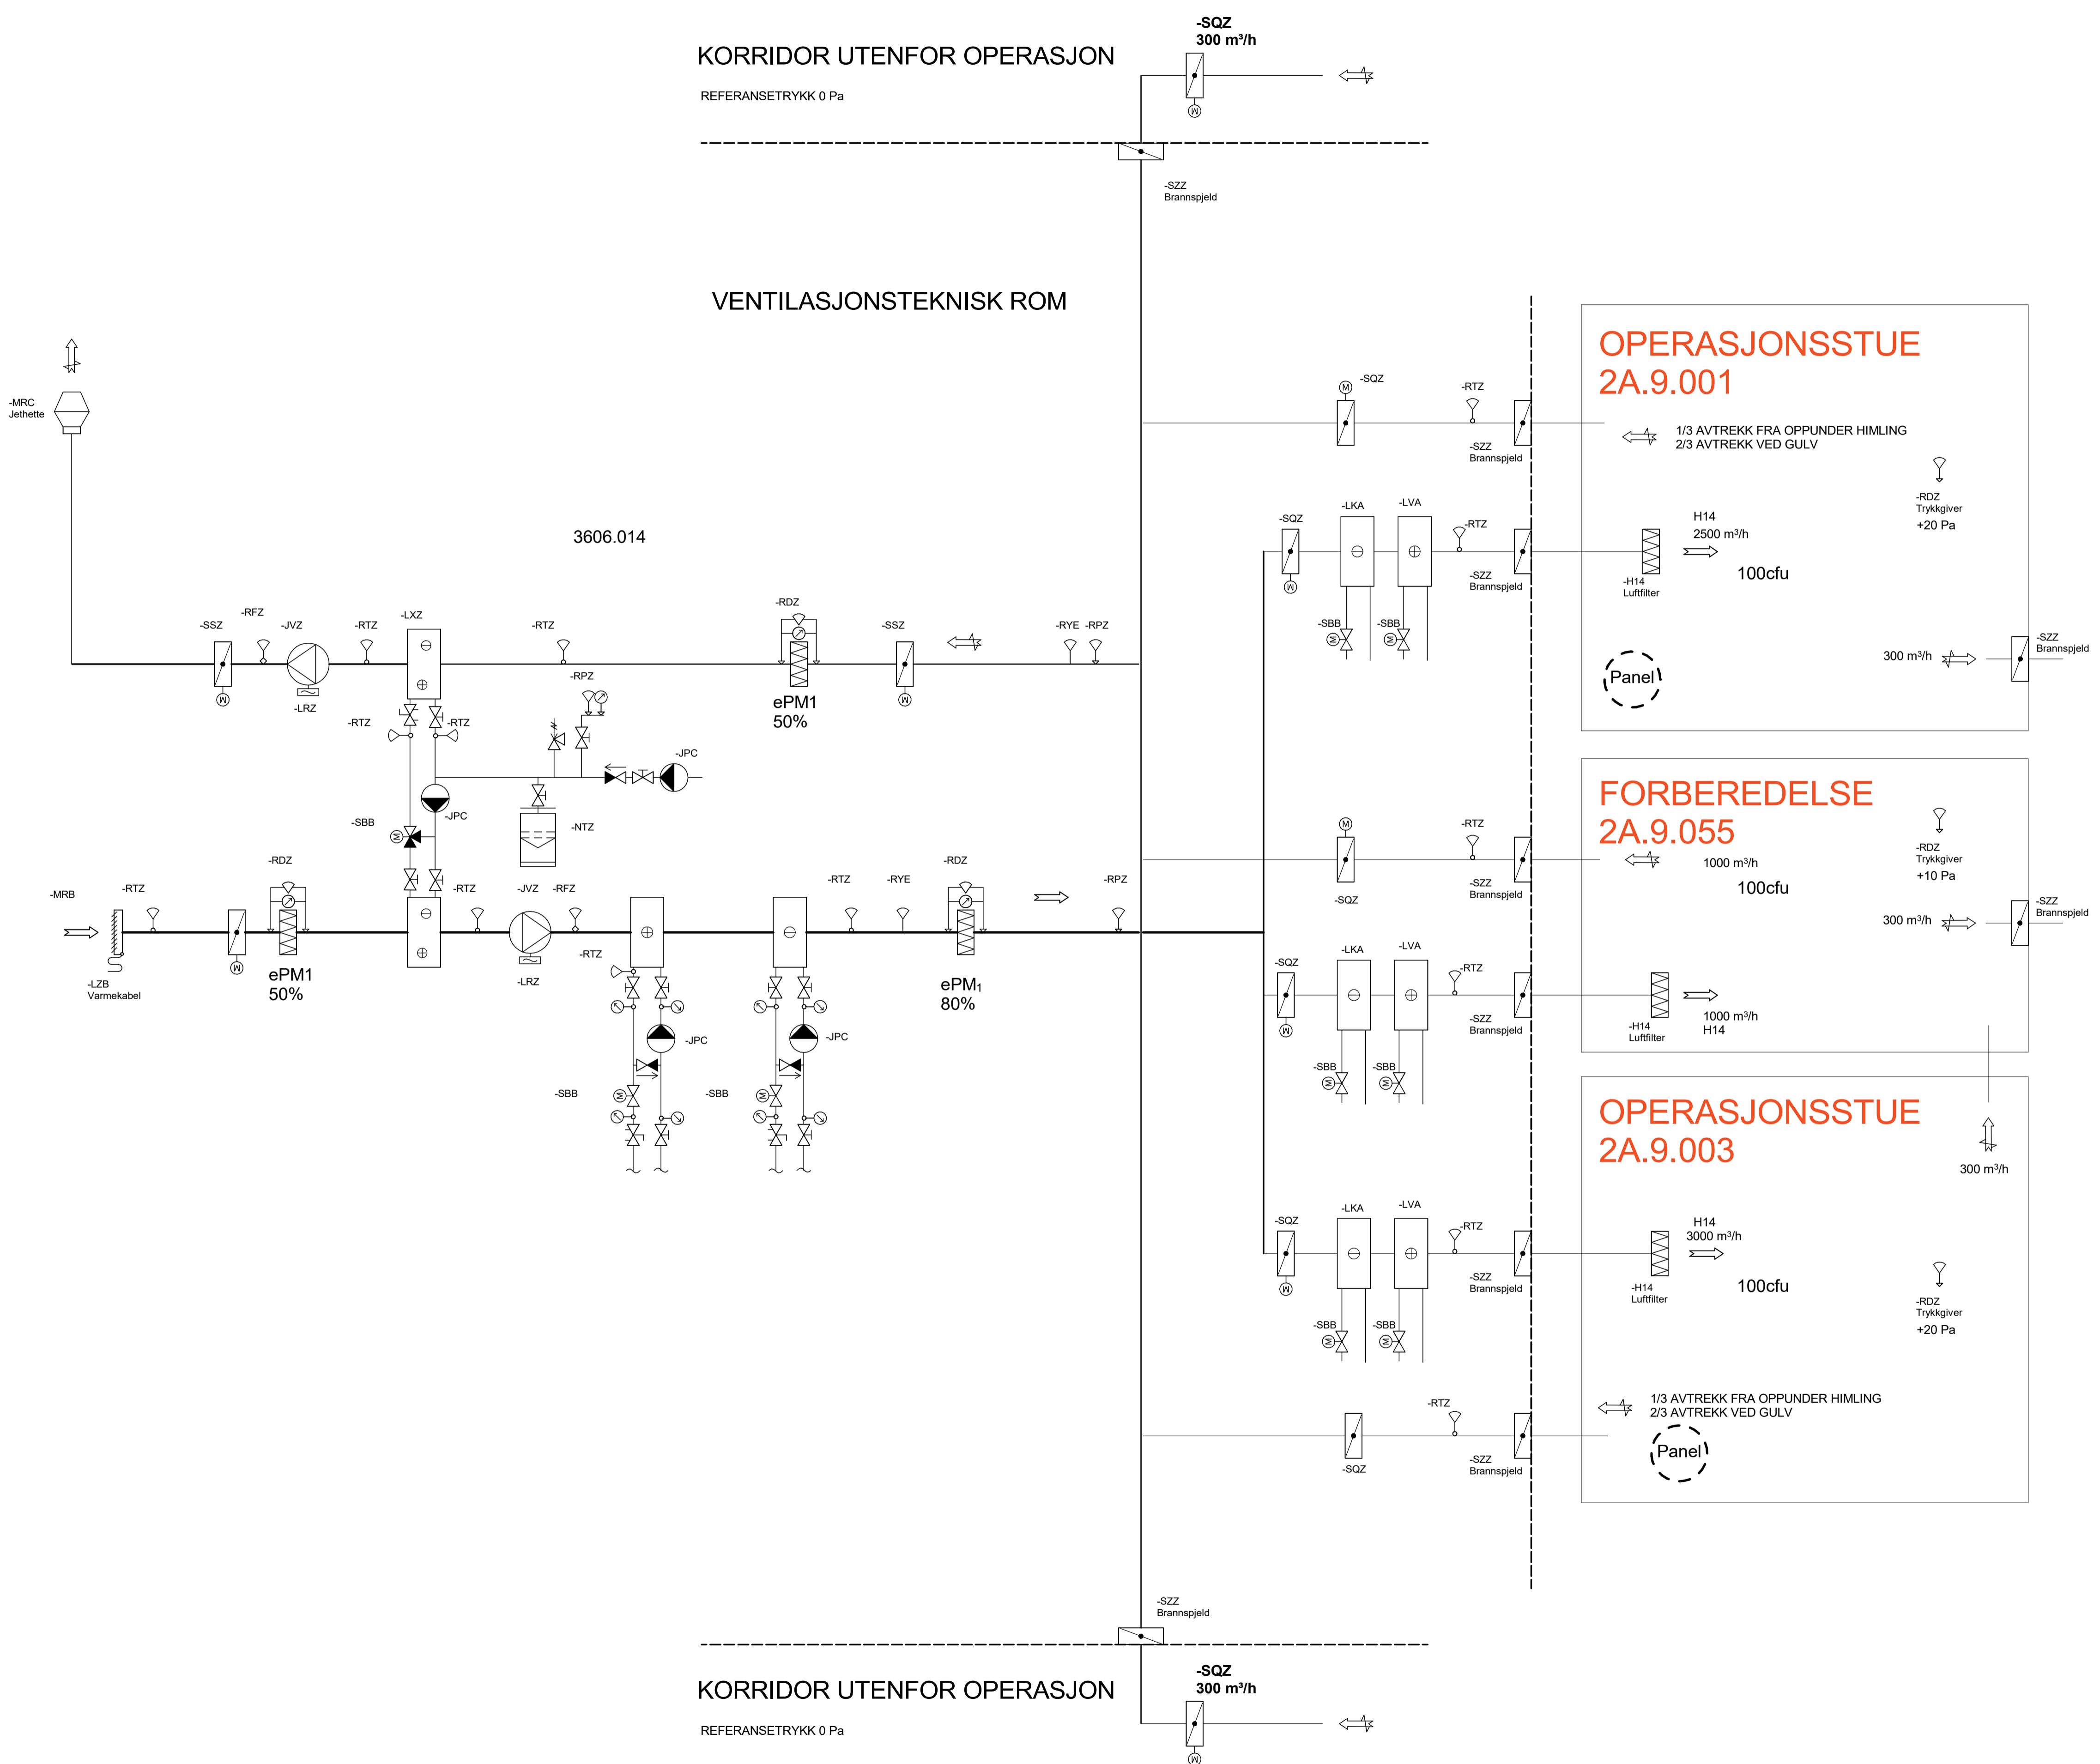 -SQZ
300 m³/h
KORRIDOR UTENFOR OPERASJON
REFERANSETRYKK 0 Pa
M
-SZZ
Brannspjeld
VENTILASJONSTEKNISK ROM
-MRC
Jethette
3606.014
-SSZ
-RFZ
-JVZ
-RTZ
-LXZ
-RTZ
-RDZ
-SSZ
-RYE
-RPZ
M
-LRZ
M
ePM1
50%
-RPZ
-RTZ
-RTZ
-JPC
-SBB
M
-JPC
-NTZ
-MRB
-RTZ
-RDZ
-RTZ
-JVZ
-RFZ
-RTZ
-RTZ
-RYE
-RDZ
-RPZ
-LZB
Varmekabel
M
ePM1
50%
-LRZ
ePM₁
80%
-JPC
-JPC
-SBB
M
-SBB
M
M
-SQZ
-RTZ
-SZZ
Brannspjeld
-SQZ
M
-LKA
-LVA
-RTZ
-SZZ
Brannspjeld
-SBB
M
-SBB
M
OPERASJONSSTUE
2A.9.001
1/3 AVTREKK FRA OPPUNDER HIMLING
2/3 AVTREKK VED GULV
-RDZ
Trykkgiver
+20 Pa
H14
2500 m³/h
100cfu
-H14
Luftfilter
Panel
300 m³/h
-SZZ
Brannspjeld
M
-SQZ
-RTZ
-SZZ
Brannspjeld
-SQZ
M
-LKA
-LVA
-RTZ
-SZZ
Brannspjeld
-SBB
M
-SBB
M
FORBEREDELSE
2A.9.055
1000 m³/h
100cfu
-RDZ
Trykkgiver
+10 Pa
300 m³/h
-SZZ
Brannspjeld
-H14
Luftfilter
1000 m³/h
H14
-SQZ
M
-LKA
-LVA
-RTZ
-SZZ
Brannspjeld
-SBB
M
-SBB
M
-SQZ
-RTZ
-SZZ
Brannspjeld
OPERASJONSSTUE
2A.9.003
300 m³/h
H14
3000 m³/h
100cfu
-H14
Luftfilter
-RDZ
Trykkgiver
+20 Pa
1/3 AVTREKK FRA OPPUNDER HIMLING
2/3 AVTREKK VED GULV
Panel
-SZZ
Brannspjeld
KORRIDOR UTENFOR OPERASJON
REFERANSETRYKK 0 Pa
-SQZ
300 m³/h
M